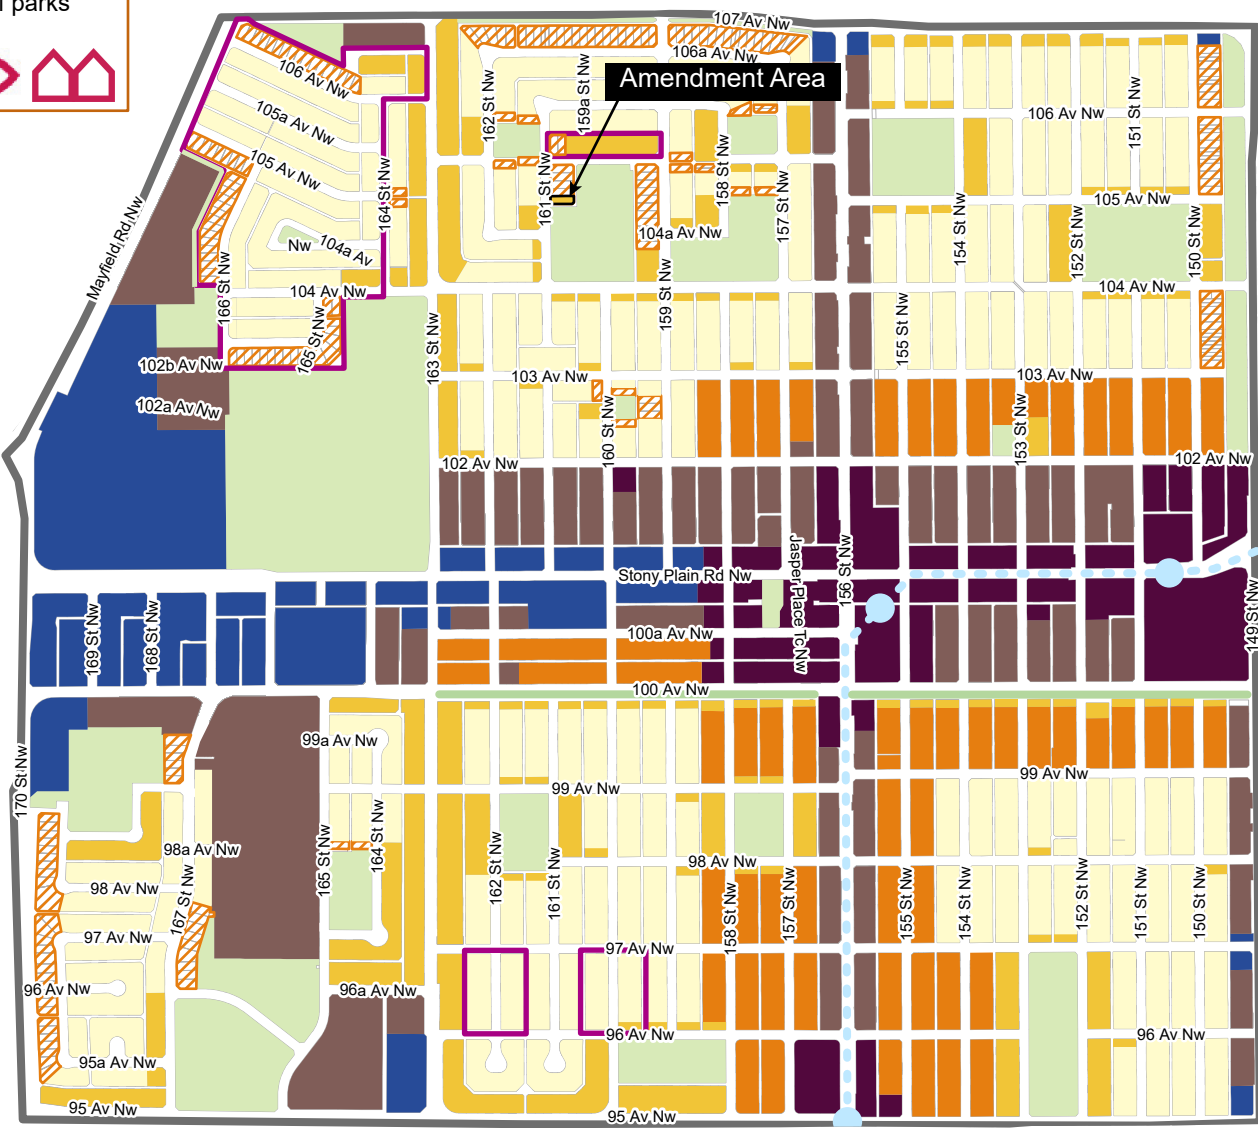 l parks
107 Av Nw
106a Av Nw
Amendment Area
106 Av Nw
162 St Nw
159a St Nw
151 St Nw
106 Av Nw
105a Av Nw
105 Av Nw
164 St Nw
161 St Nw
158 St Nw
157 St Nw
105 Av Nw
Mayfield Rd Nw
Nw
104a Av
104a Av Nw
154 St Nw
152 St Nw
150 St Nw
166 St Nw
104 Av Nw
159 St Nw
104 Av Nw
165 St Nw
163 St Nw
155 St Nw
102b Av Nw
103 Av Nw
103 Av Nw
102a Av Nw
160 St Nw
153 St Nw
102 Av Nw
102 Av Nw
Jasper Place Tc Nw
156 St Nw
Stony Plain Rd Nw
169 St Nw
168 St Nw
149 St Nw
100a Av Nw
100 Av Nw
99a Av Nw
170 St Nw
99 Av Nw
99 Av Nw
98a Av Nw
165 St Nw
164 St Nw
162 St Nw
161 St Nw
98 Av Nw
98 Av Nw
167 St Nw
158 St Nw
157 St Nw
155 St Nw
154 St Nw
152 St Nw
151 St Nw
150 St Nw
97 Av Nw
97 Av Nw
96 Av Nw
96a Av Nw
96 Av Nw
96 Av Nw
95a Av Nw
95 Av Nw
95 Av Nw